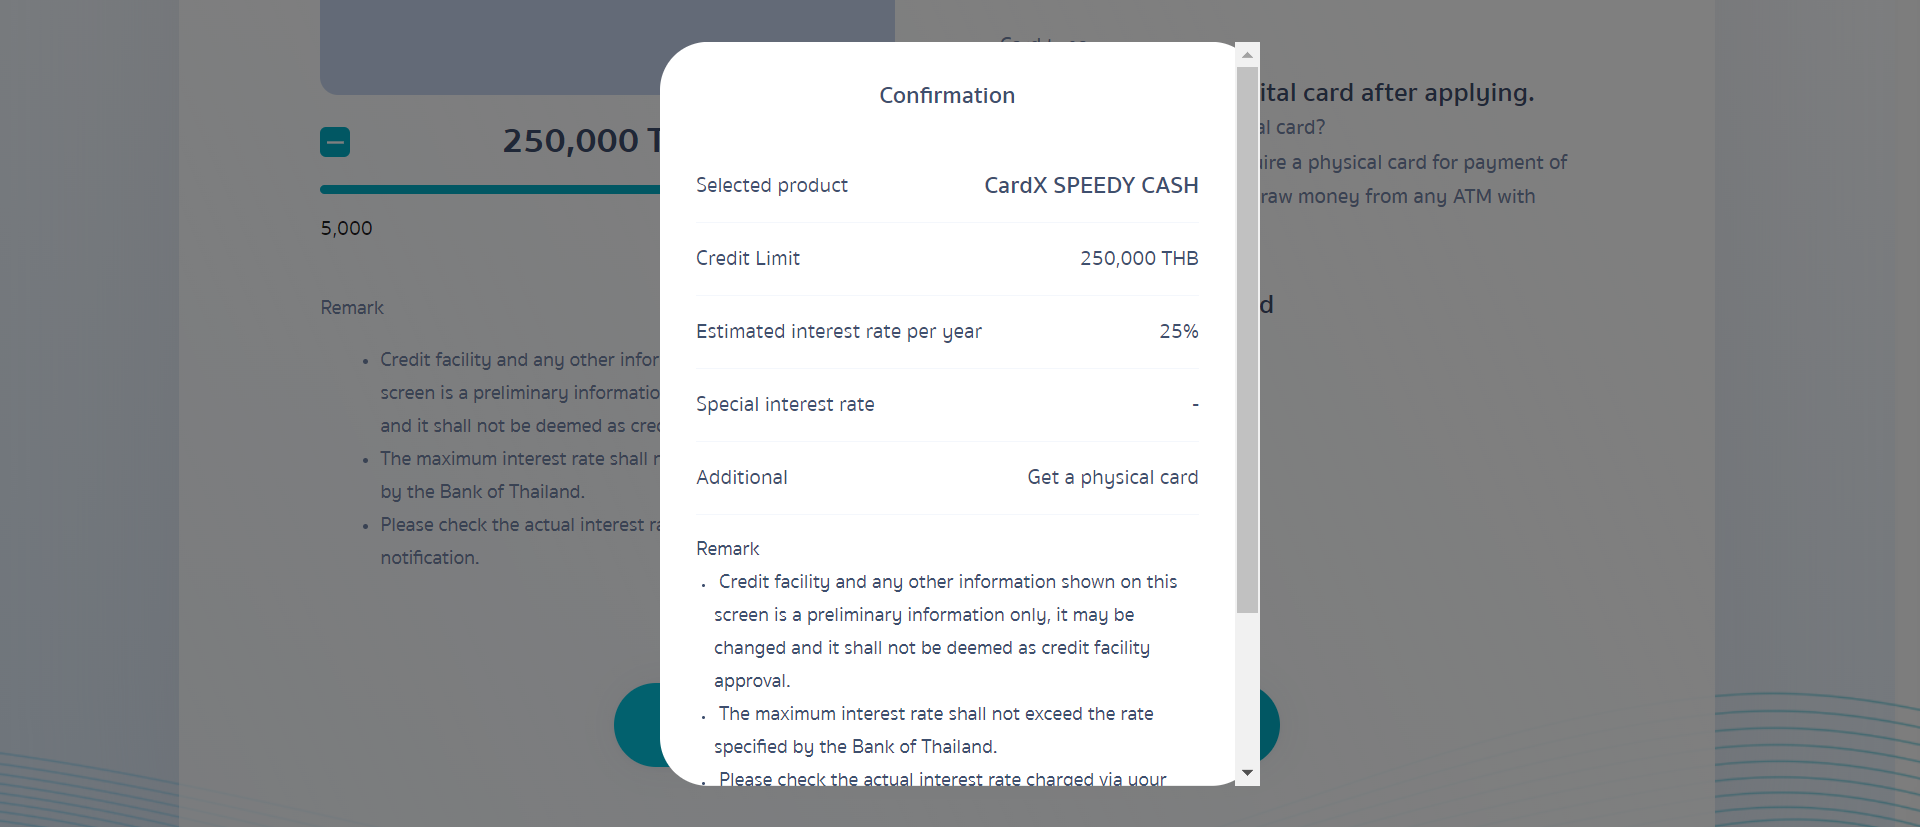 Confirmation
Selected product CardX SPEEDY CASH
Credit Limit 250,000 THB
Estimated interest rate per year 25%
Special interest rate -
Additional Get a physical card
Remark
• Credit facility and any other information shown on this
screen is a preliminary information only, it may be
changed and it shall not be deemed as credit facility
approval.
• The maximum interest rate shall not exceed the rate
specified by the Bank of Thailand.
• Please check the actual interest rate charged via your
250,000 T
5,000
Remark
• Credit facility and any other infor
screen is a preliminary informatio
and it shall not be deemed as cre
• The maximum interest rate shall
by the Bank of Thailand.
• Please check the actual interest ra
notification.
ital card after applying.
al card?
ire a physical card for payment of
raw money from any ATM with
d